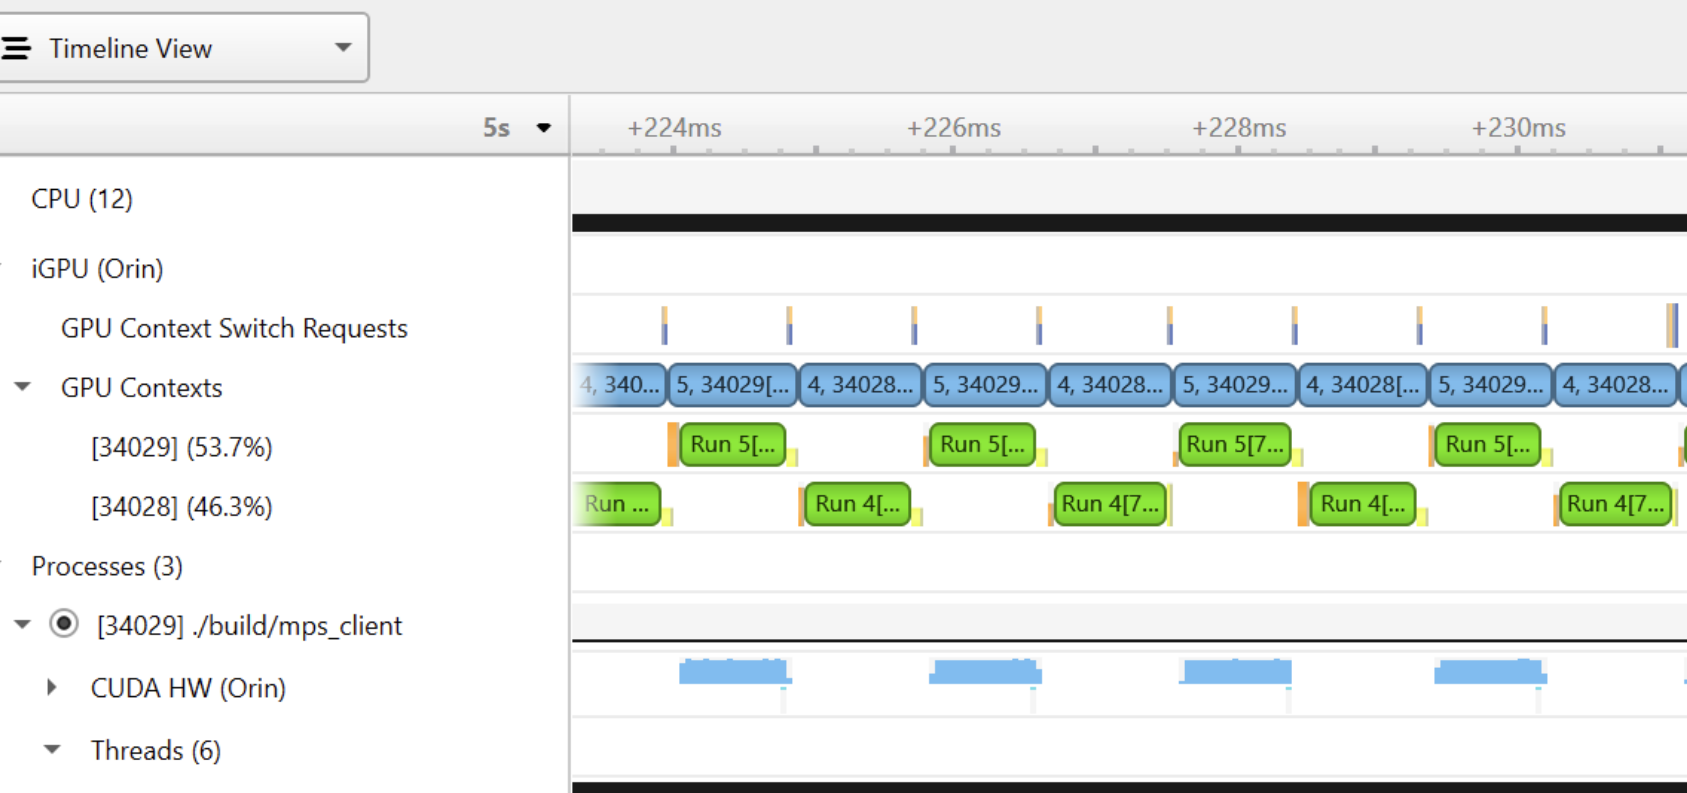 Timeline View
5s +224ms +226ms +228ms +230ms
CPU (12)
iGPU (Orin)
GPU Context Switch Requests
GPU Contexts 4, 340... 5, 34029[... 4, 34028... 5, 34029... 4, 34028... 5, 34029... 4, 34028[... 5, 34029... 4, 34028...
[34029] (53.7%) Run 5[... Run 5[... Run 5[7... Run 5[...
[34028] (46.3%) Run ... Run 4[... Run 4[7... Run 4[... Run 4[7...
Processes (3)
[34029] ./build/mps_client
CUDA HW (Orin)
Threads (6)